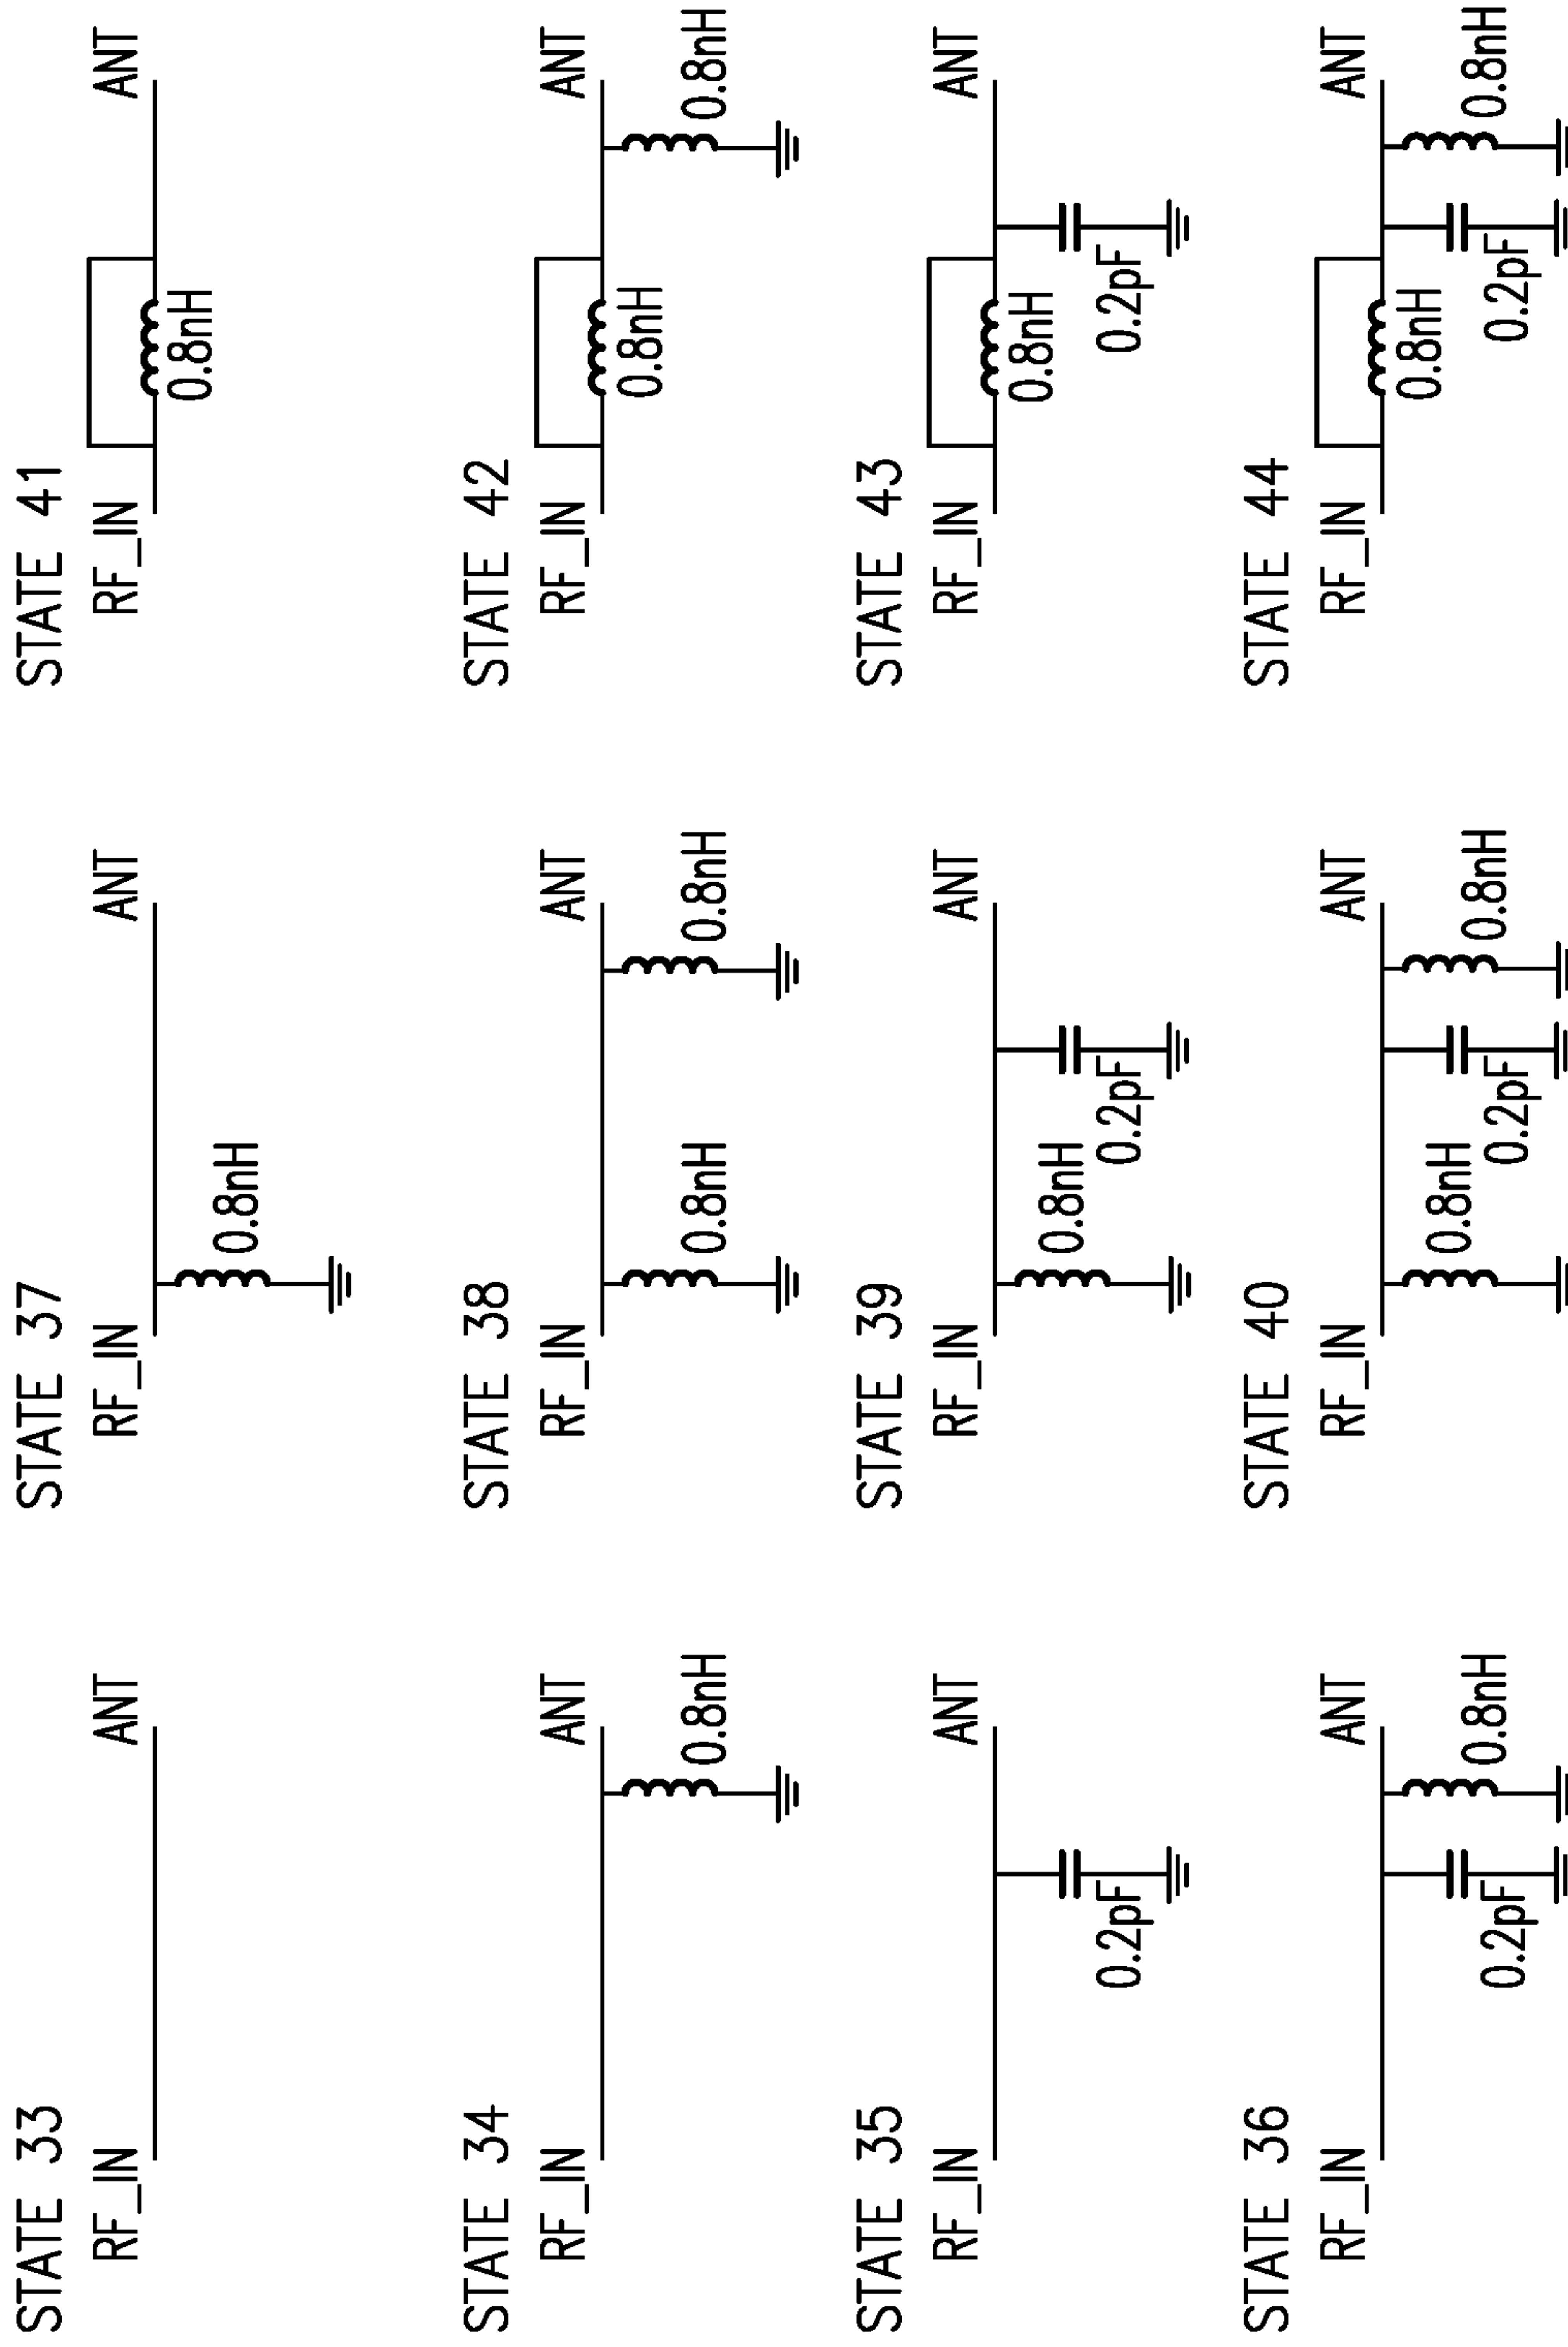 STATE 33
RF_IN ANT
STATE 34
RF_IN ANT
0.8nH
STATE 35
RF_IN ANT
0.2pF
STATE 36
RF_IN ANT
0.2pF 0.8nH
STATE 37
RF_IN ANT
0.8nH
STATE 38
RF_IN ANT
0.8nH 0.8nH
STATE 39
RF_IN ANT
0.8nH
0.2pF
STATE 40
RF_IN ANT
0.8nH
0.2pF 0.8nH
STATE 41
RF_IN ANT
0.8nH
STATE 42
RF_IN ANT
0.8nH
0.8nH
STATE 43
RF_IN ANT
0.8nH
0.2pF
STATE 44
RF_IN ANT
0.8nH
0.2pF 0.8nH